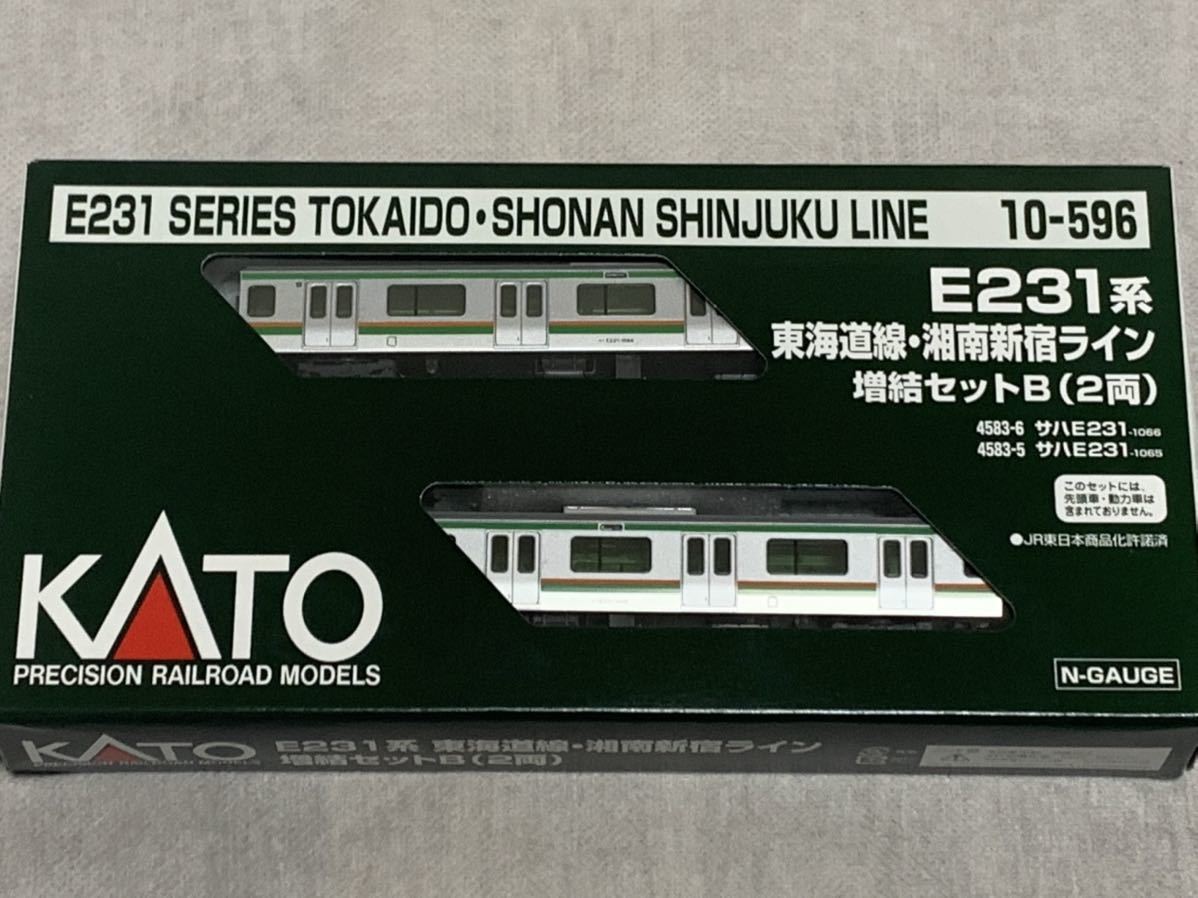 E231 SERIES TOKAIDO・SHONAN SHINJUKU LINE 10-596
E231系
東海道線・湘南新宿ライン
増結セットB(2両)
4583-6 サハE231-1066
4583-5 サハE231-1065
このセットには、
先頭車・動力車は
含まれておりません。
●JR東日本商品化許諾済
KATO
PRECISION RAILROAD MODELS
N-GAUGE
KATO
PRECISION RAILROAD MODELS
E231系 東海道線・湘南新宿ライン
増結セットB(2両)